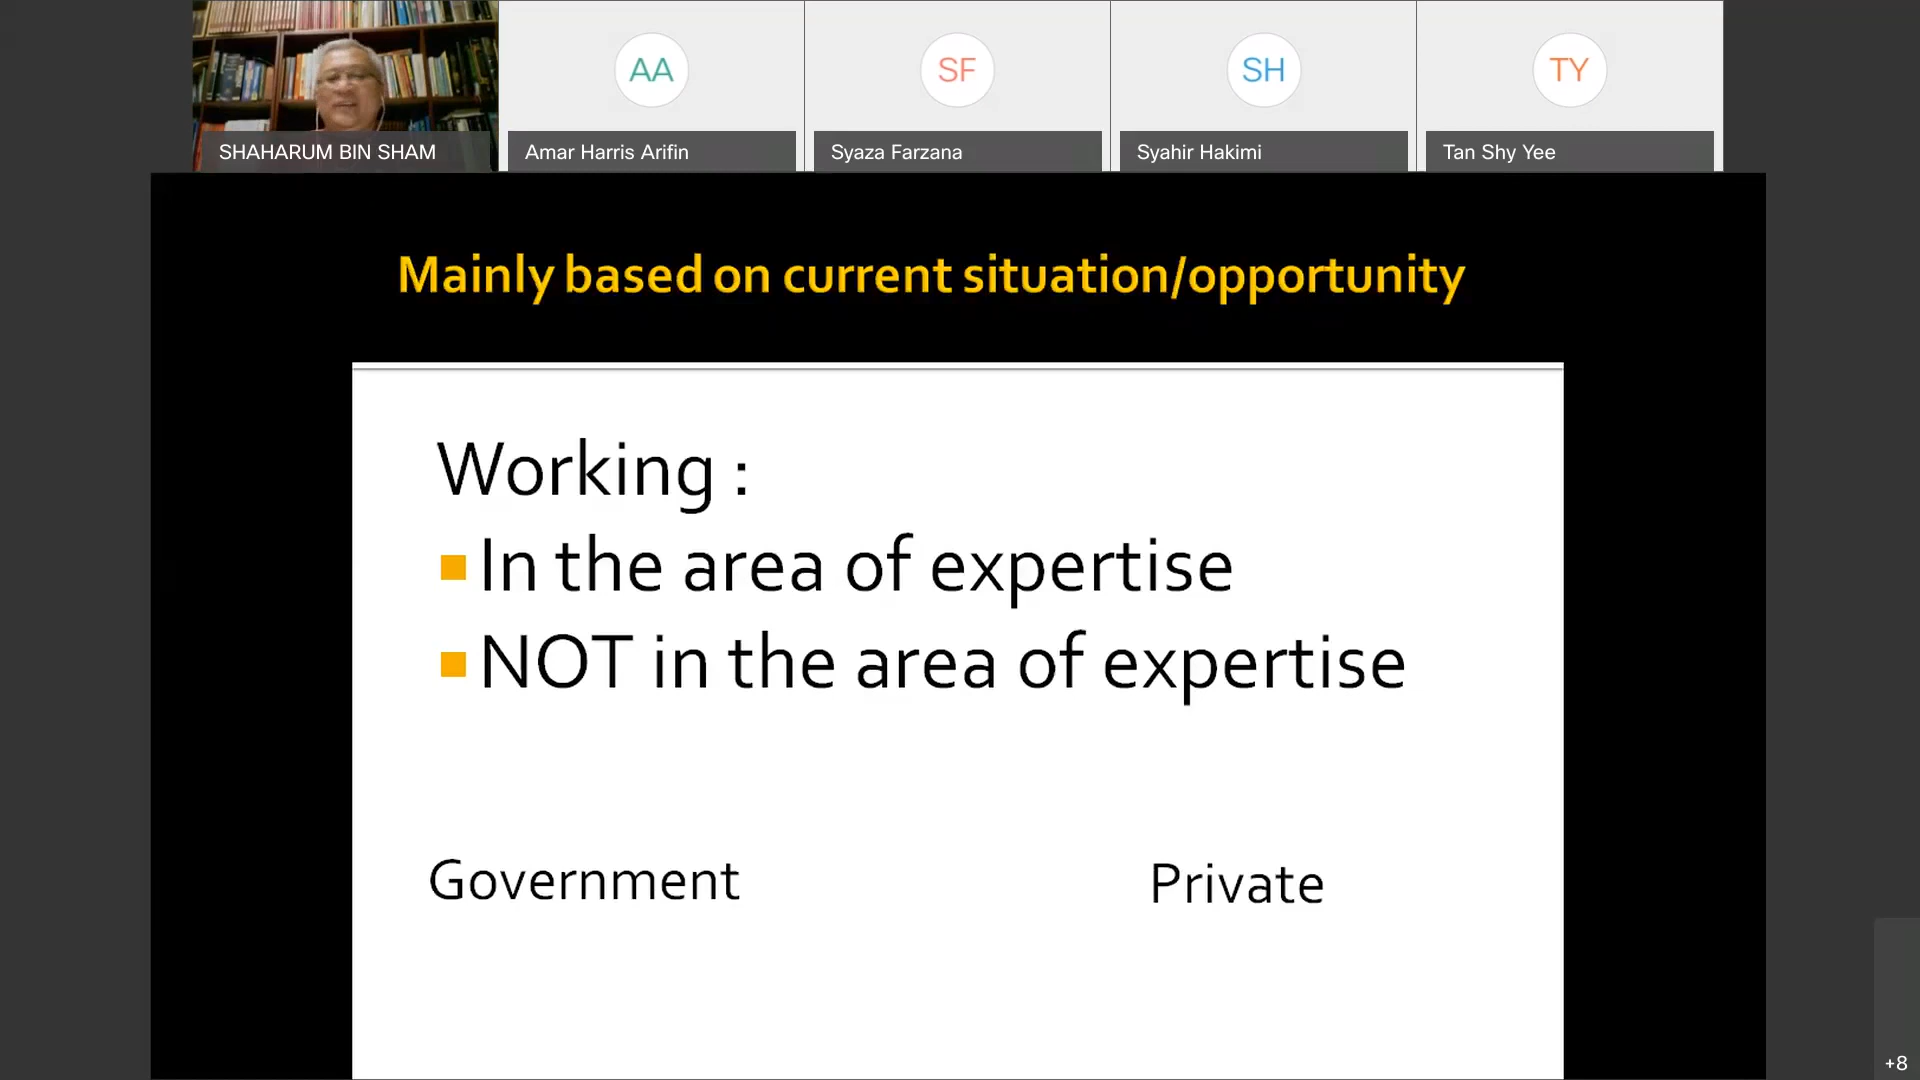 AA
SF
SH
TY
SHAHARUM BIN SHAM
Amar Harris Arifin
Syaza Farzana
Syahir Hakimi
Tan Shy Yee
Mainly based on current situation/opportunity
Working :
In the area of expertise
NOT in the area of expertise
Government
Private
+8